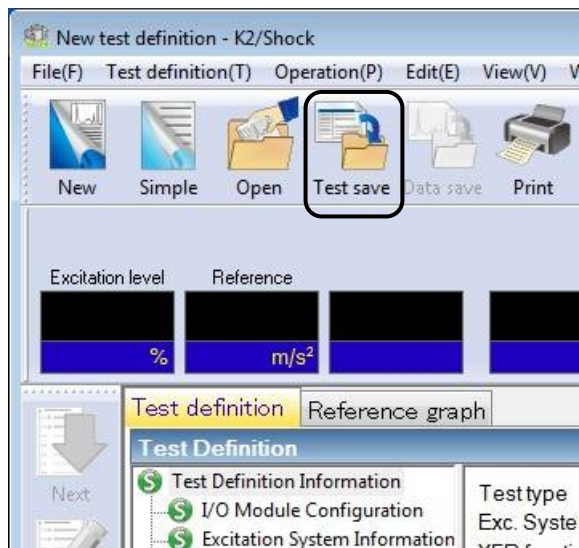 New test definition - K2/Shock
File(F) Test definition(T) Operation(P) Edit(E) View(V)
New Simple Open Test save Data save Print
Excitation level Reference
% m/s²
Test definition Reference graph
Test Definition
Next
Test Definition Information
I/O Module Configuration
Excitation System Information
Test type
Exc. Syste